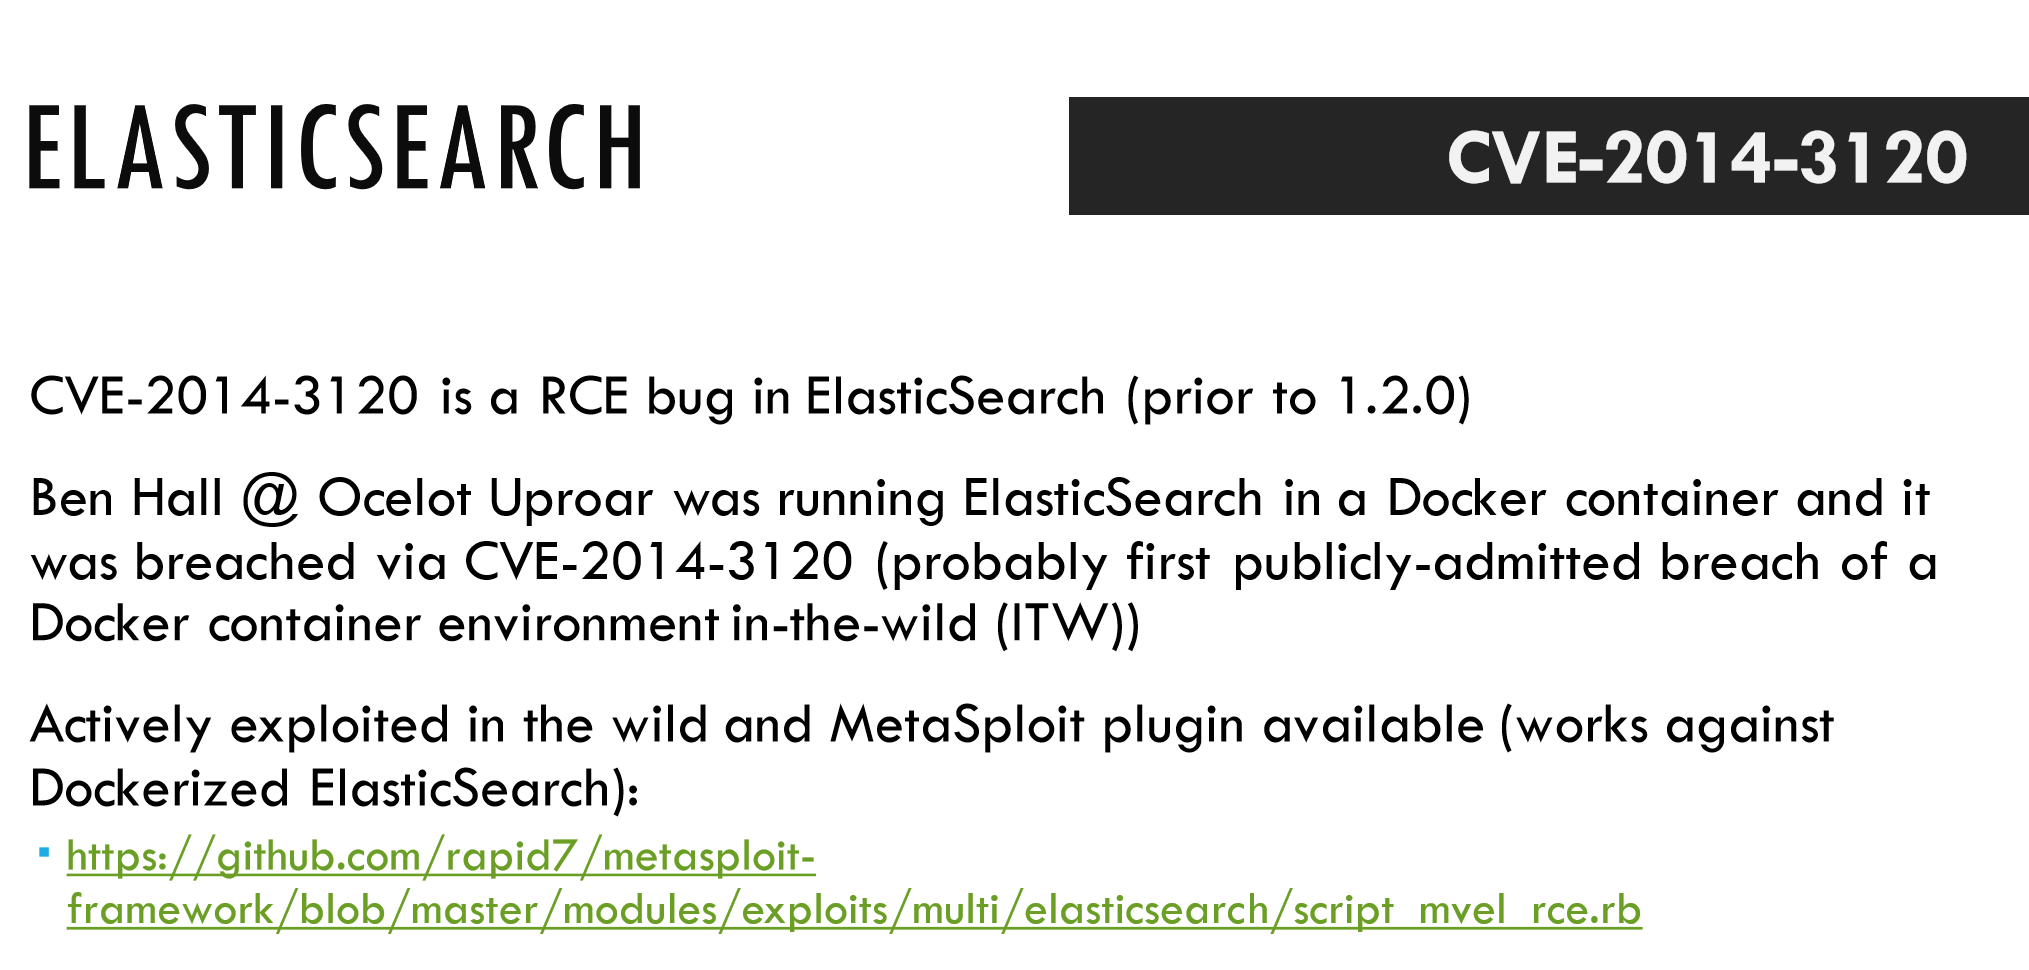 ELASTICSEARCH
CVE-2014-3120
CVE-2014-3120 is a RCE bug in ElasticSearch (prior to 1.2.0)
Ben Hall @ Ocelot Uproar was running ElasticSearch in a Docker container and it
was breached via CVE-2014-3120 (probably first publicly-admitted breach of a
Docker container environment in-the-wild (ITW))
Actively exploited in the wild and MetaSploit plugin available (works against
Dockerized ElasticSearch):
▪ https://github.com/rapid7/metasploit-
framework/blob/master/modules/exploits/multi/elasticsearch/script_mvel_rce.rb